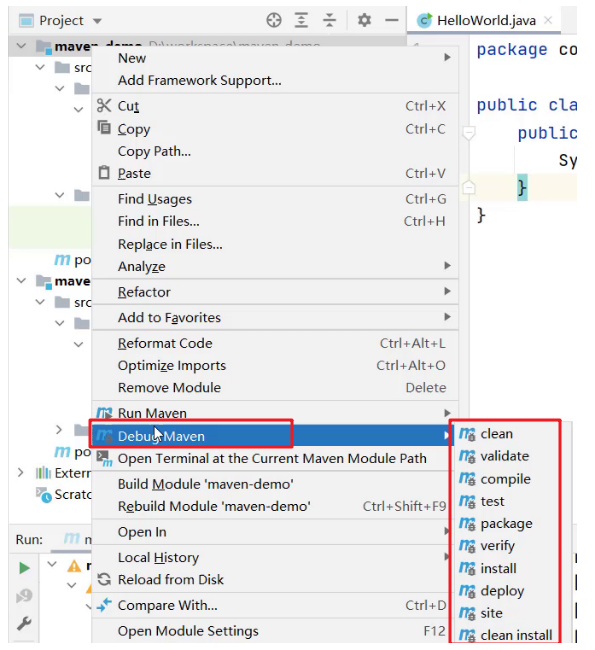 Project
HelloWorld.java
maven-demo D:\workspace\maven-demo
package co
New
src
Add Framework Support...
Cut Ctrl+X
public cla
Copy Ctrl+C
public
Copy Path...
Sy
Paste Ctrl+V
}
Find Usages Ctrl+G
Find in Files... Ctrl+H
}
Replace in Files...
po
Analyze
mave
Refactor
src
Add to Favorites
Reformat Code Ctrl+Alt+L
Optimize Imports Ctrl+Alt+O
Remove Module Delete
Run Maven
Debug Maven
clean
po
Open Terminal at the Current Maven Module Path
validate
Extern
compile
Build Module 'maven-demo'
Scratc
test
Rebuild Module 'maven-demo' Ctrl+Shift+F9
package
Open In
Run:
verify
Local History
install
Reload from Disk
deploy
Compare With... Ctrl+D
site
Open Module Settings F12
clean install